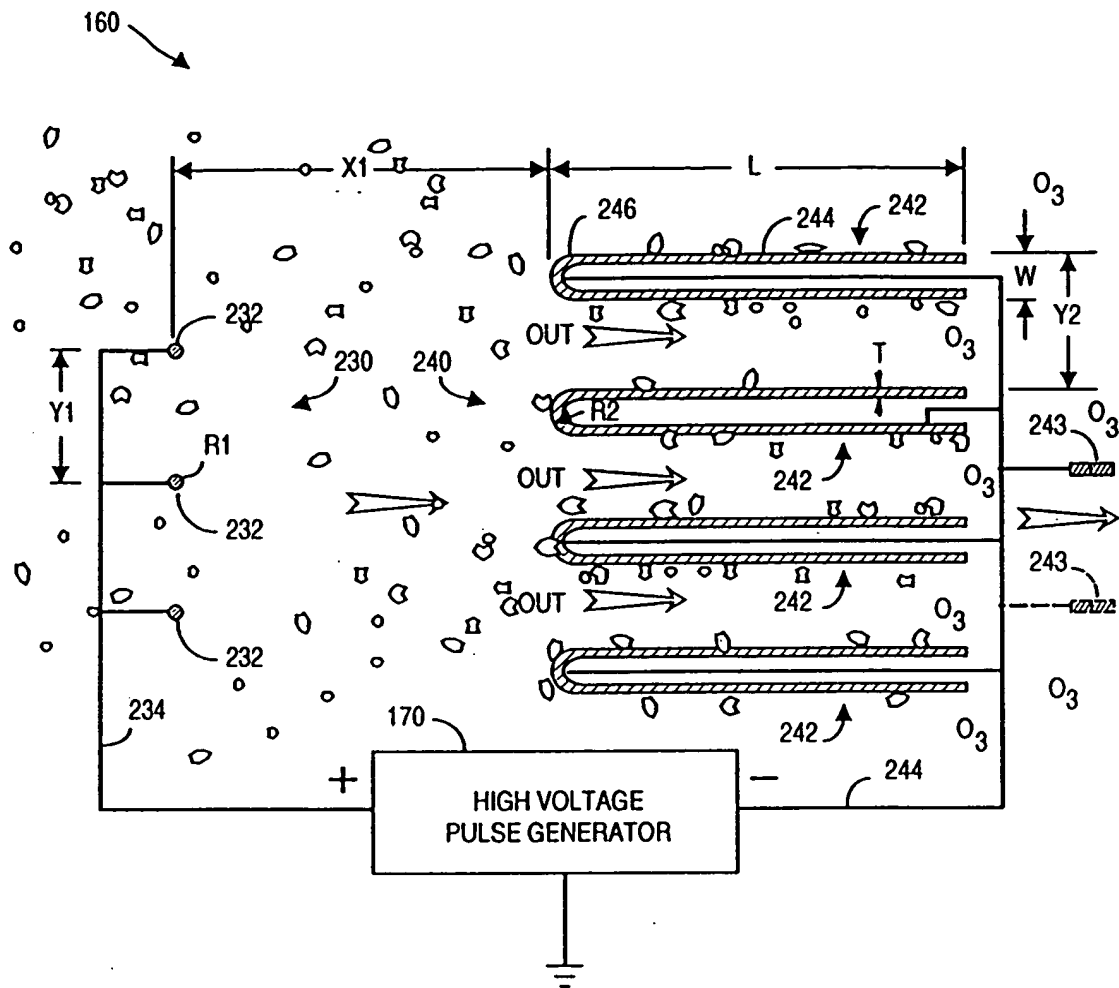 160
X1
L
O3
246
244
242
W
Y2
232
OUT
O3
230
240
T
Y1
R2
O3
243
R1
242
O3
OUT
232
243
OUT
242
O3
232
O3
234
170
242
O3
244
+
−
HIGH VOLTAGE
PULSE GENERATOR